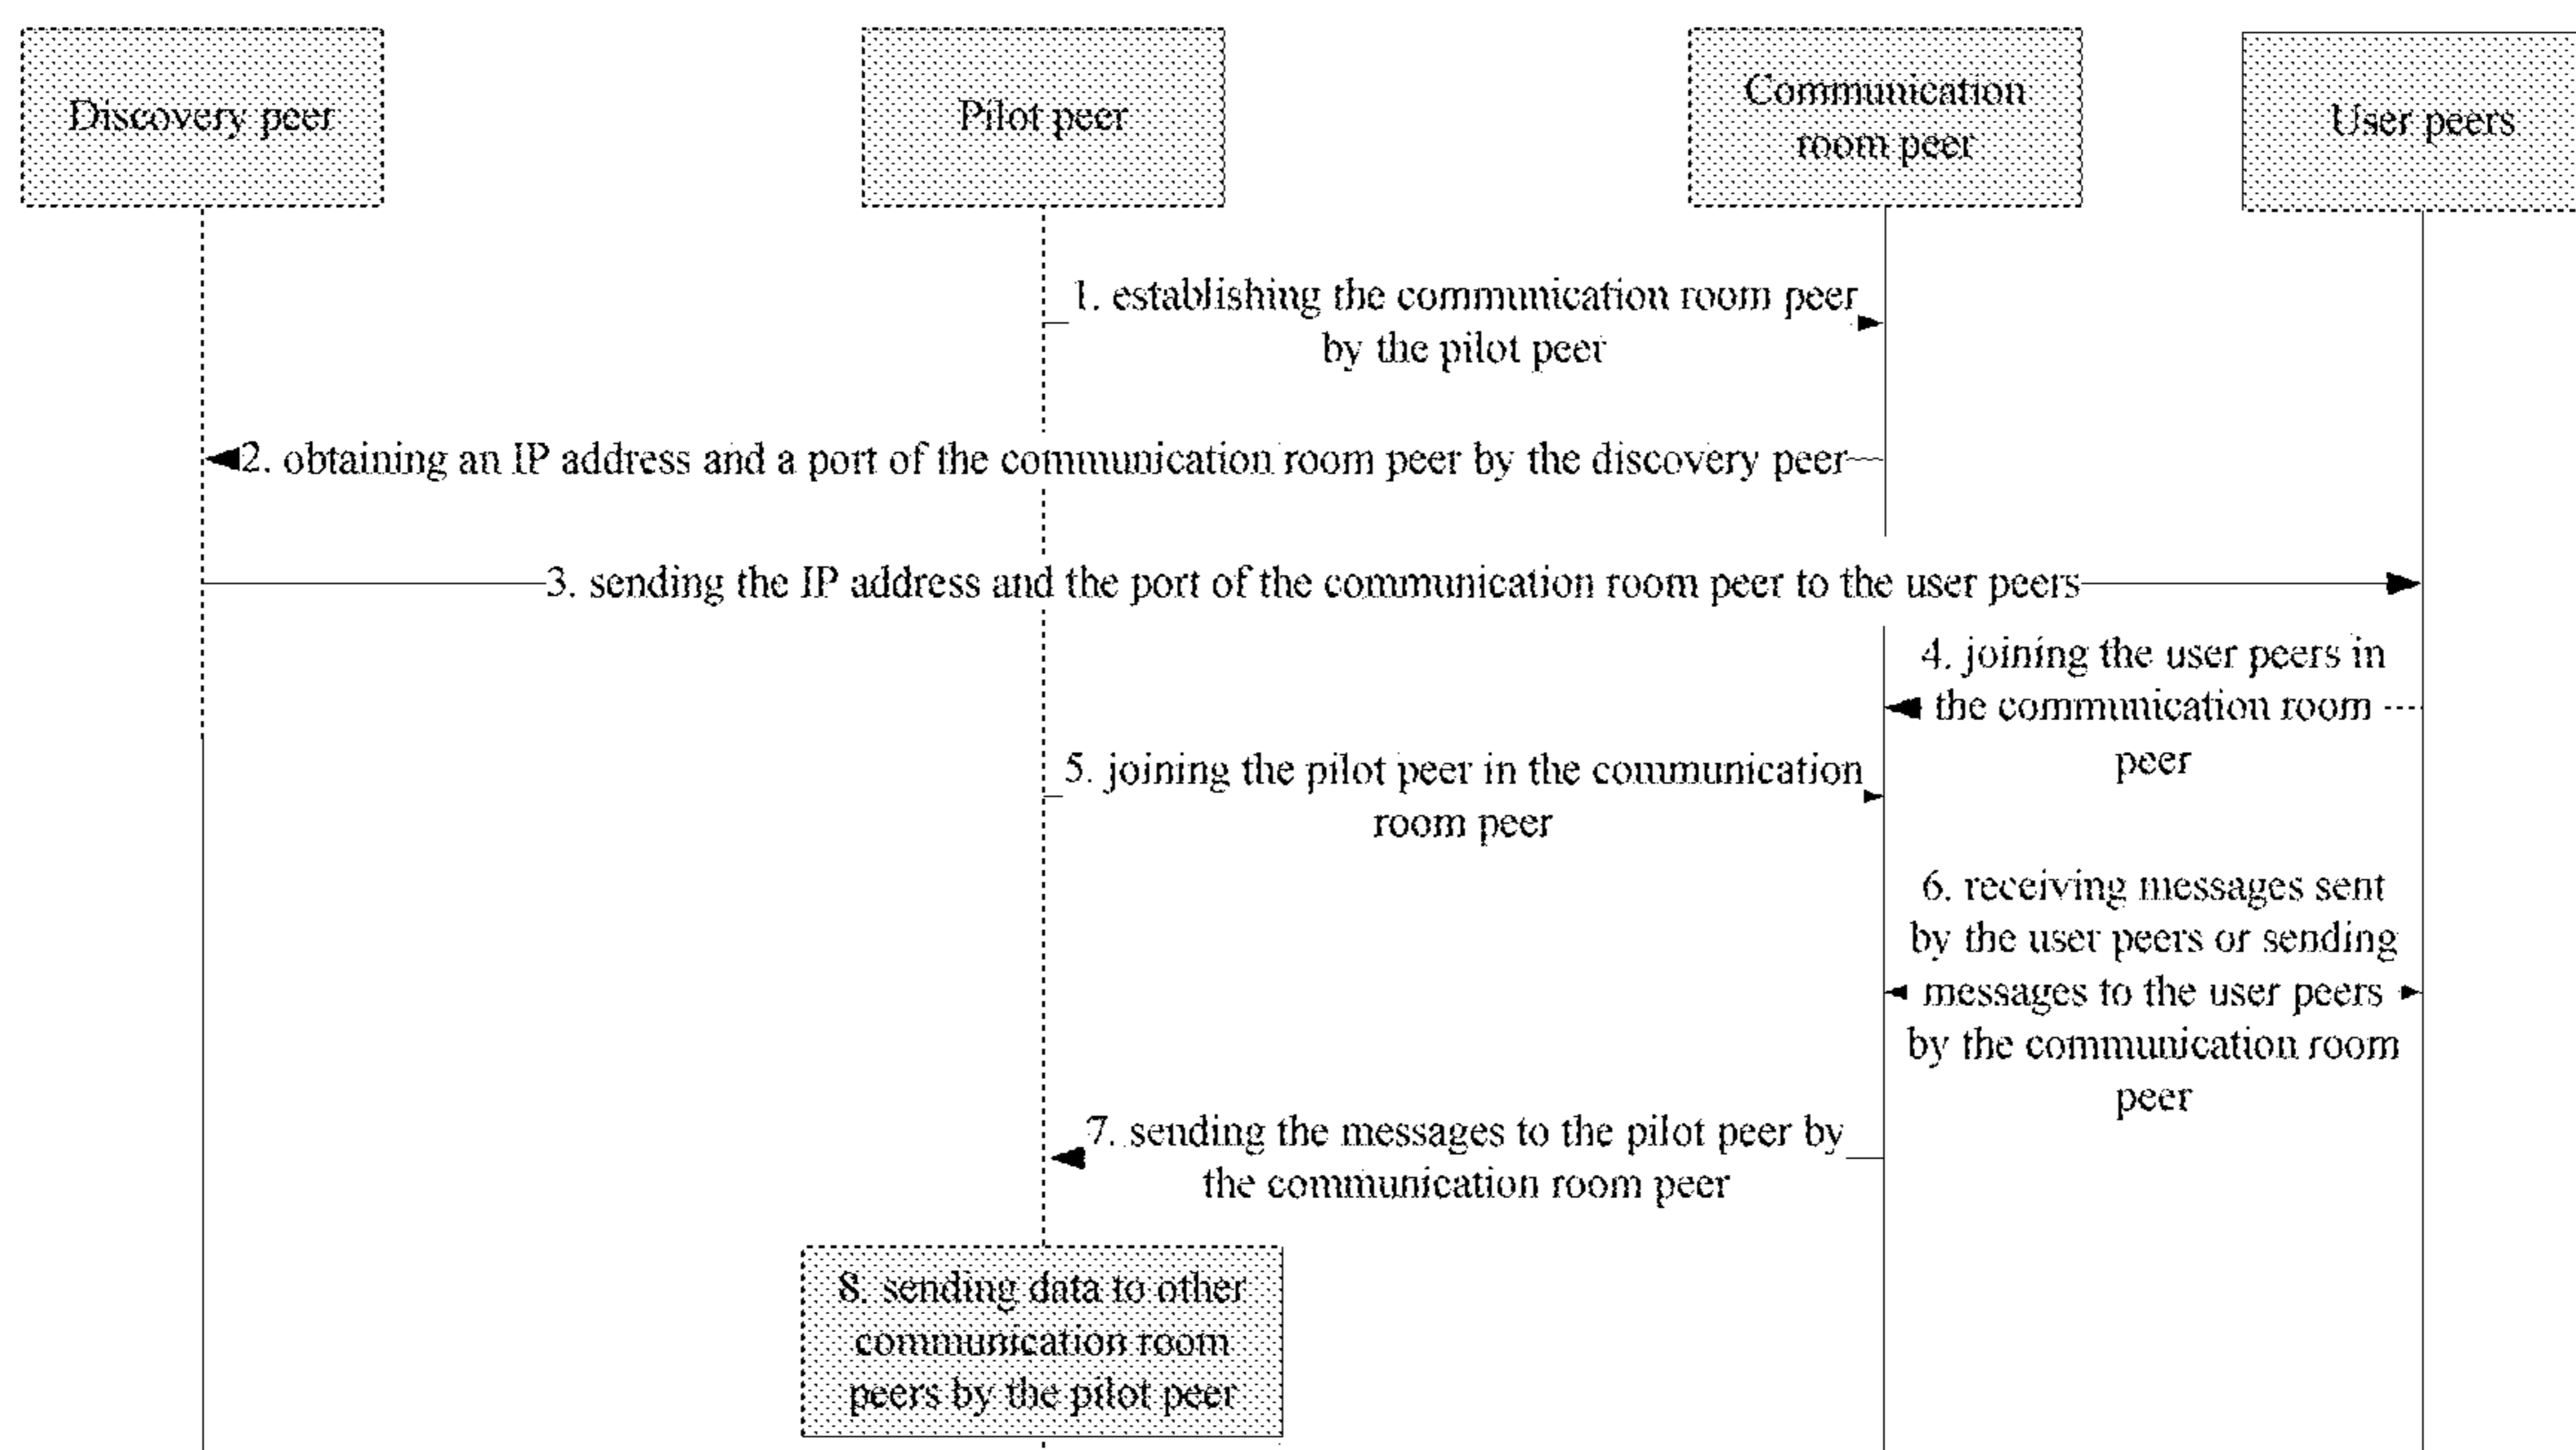 Discovery peer
Pilot peer
Communication
room peer
User peers
1. establishing the communication room peer
by the pilot peer
2. obtaining an IP address and a port of the communication room peer by the discovery peer
3. sending the IP address and the port of the communication room peer to the user peers
4. joining the user peers in
the communication room
peer
5. joining the pilot peer in the communication
room peer
6. receiving messages sent
by the user peers or sending
messages to the user peers
by the communication room
peer
7. sending the messages to the pilot peer by
the communication room peer
8. sending data to other
communication room
peers by the pilot peer